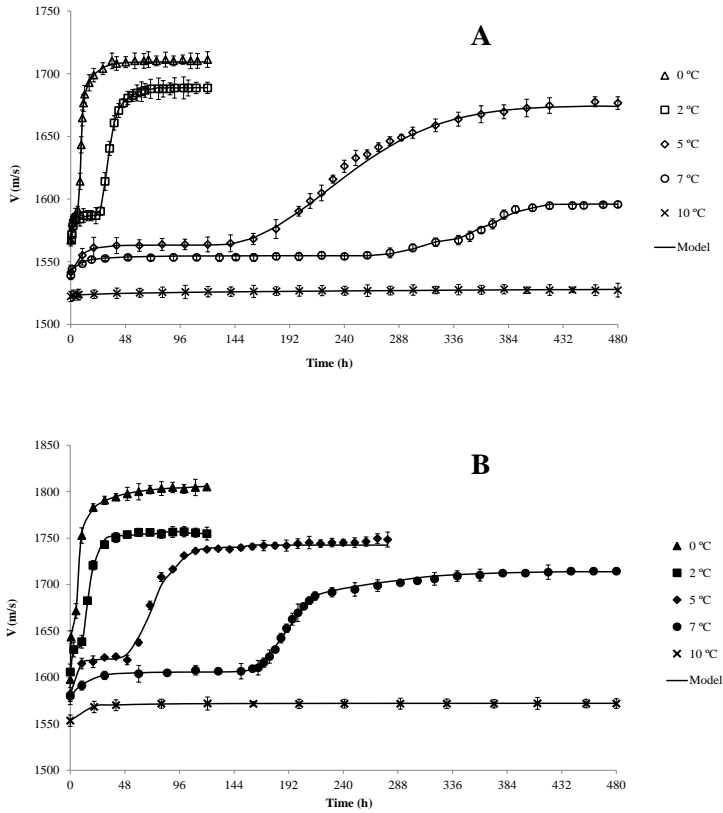 A
1750
1700
1650
1600
1550
1500
V (m/s)
0 48 96 144 192 240 288 336 384 432 480
Time (h)
0 ºC
2 ºC
5 ºC
7 ºC
10 ºC
Model
B
1850
1800
1750
1700
1650
1600
1550
1500
V (m/s)
0 48 96 144 192 240 288 336 384 432 480
Time (h)
0 ºC
2 ºC
5 ºC
7 ºC
10 ºC
Model